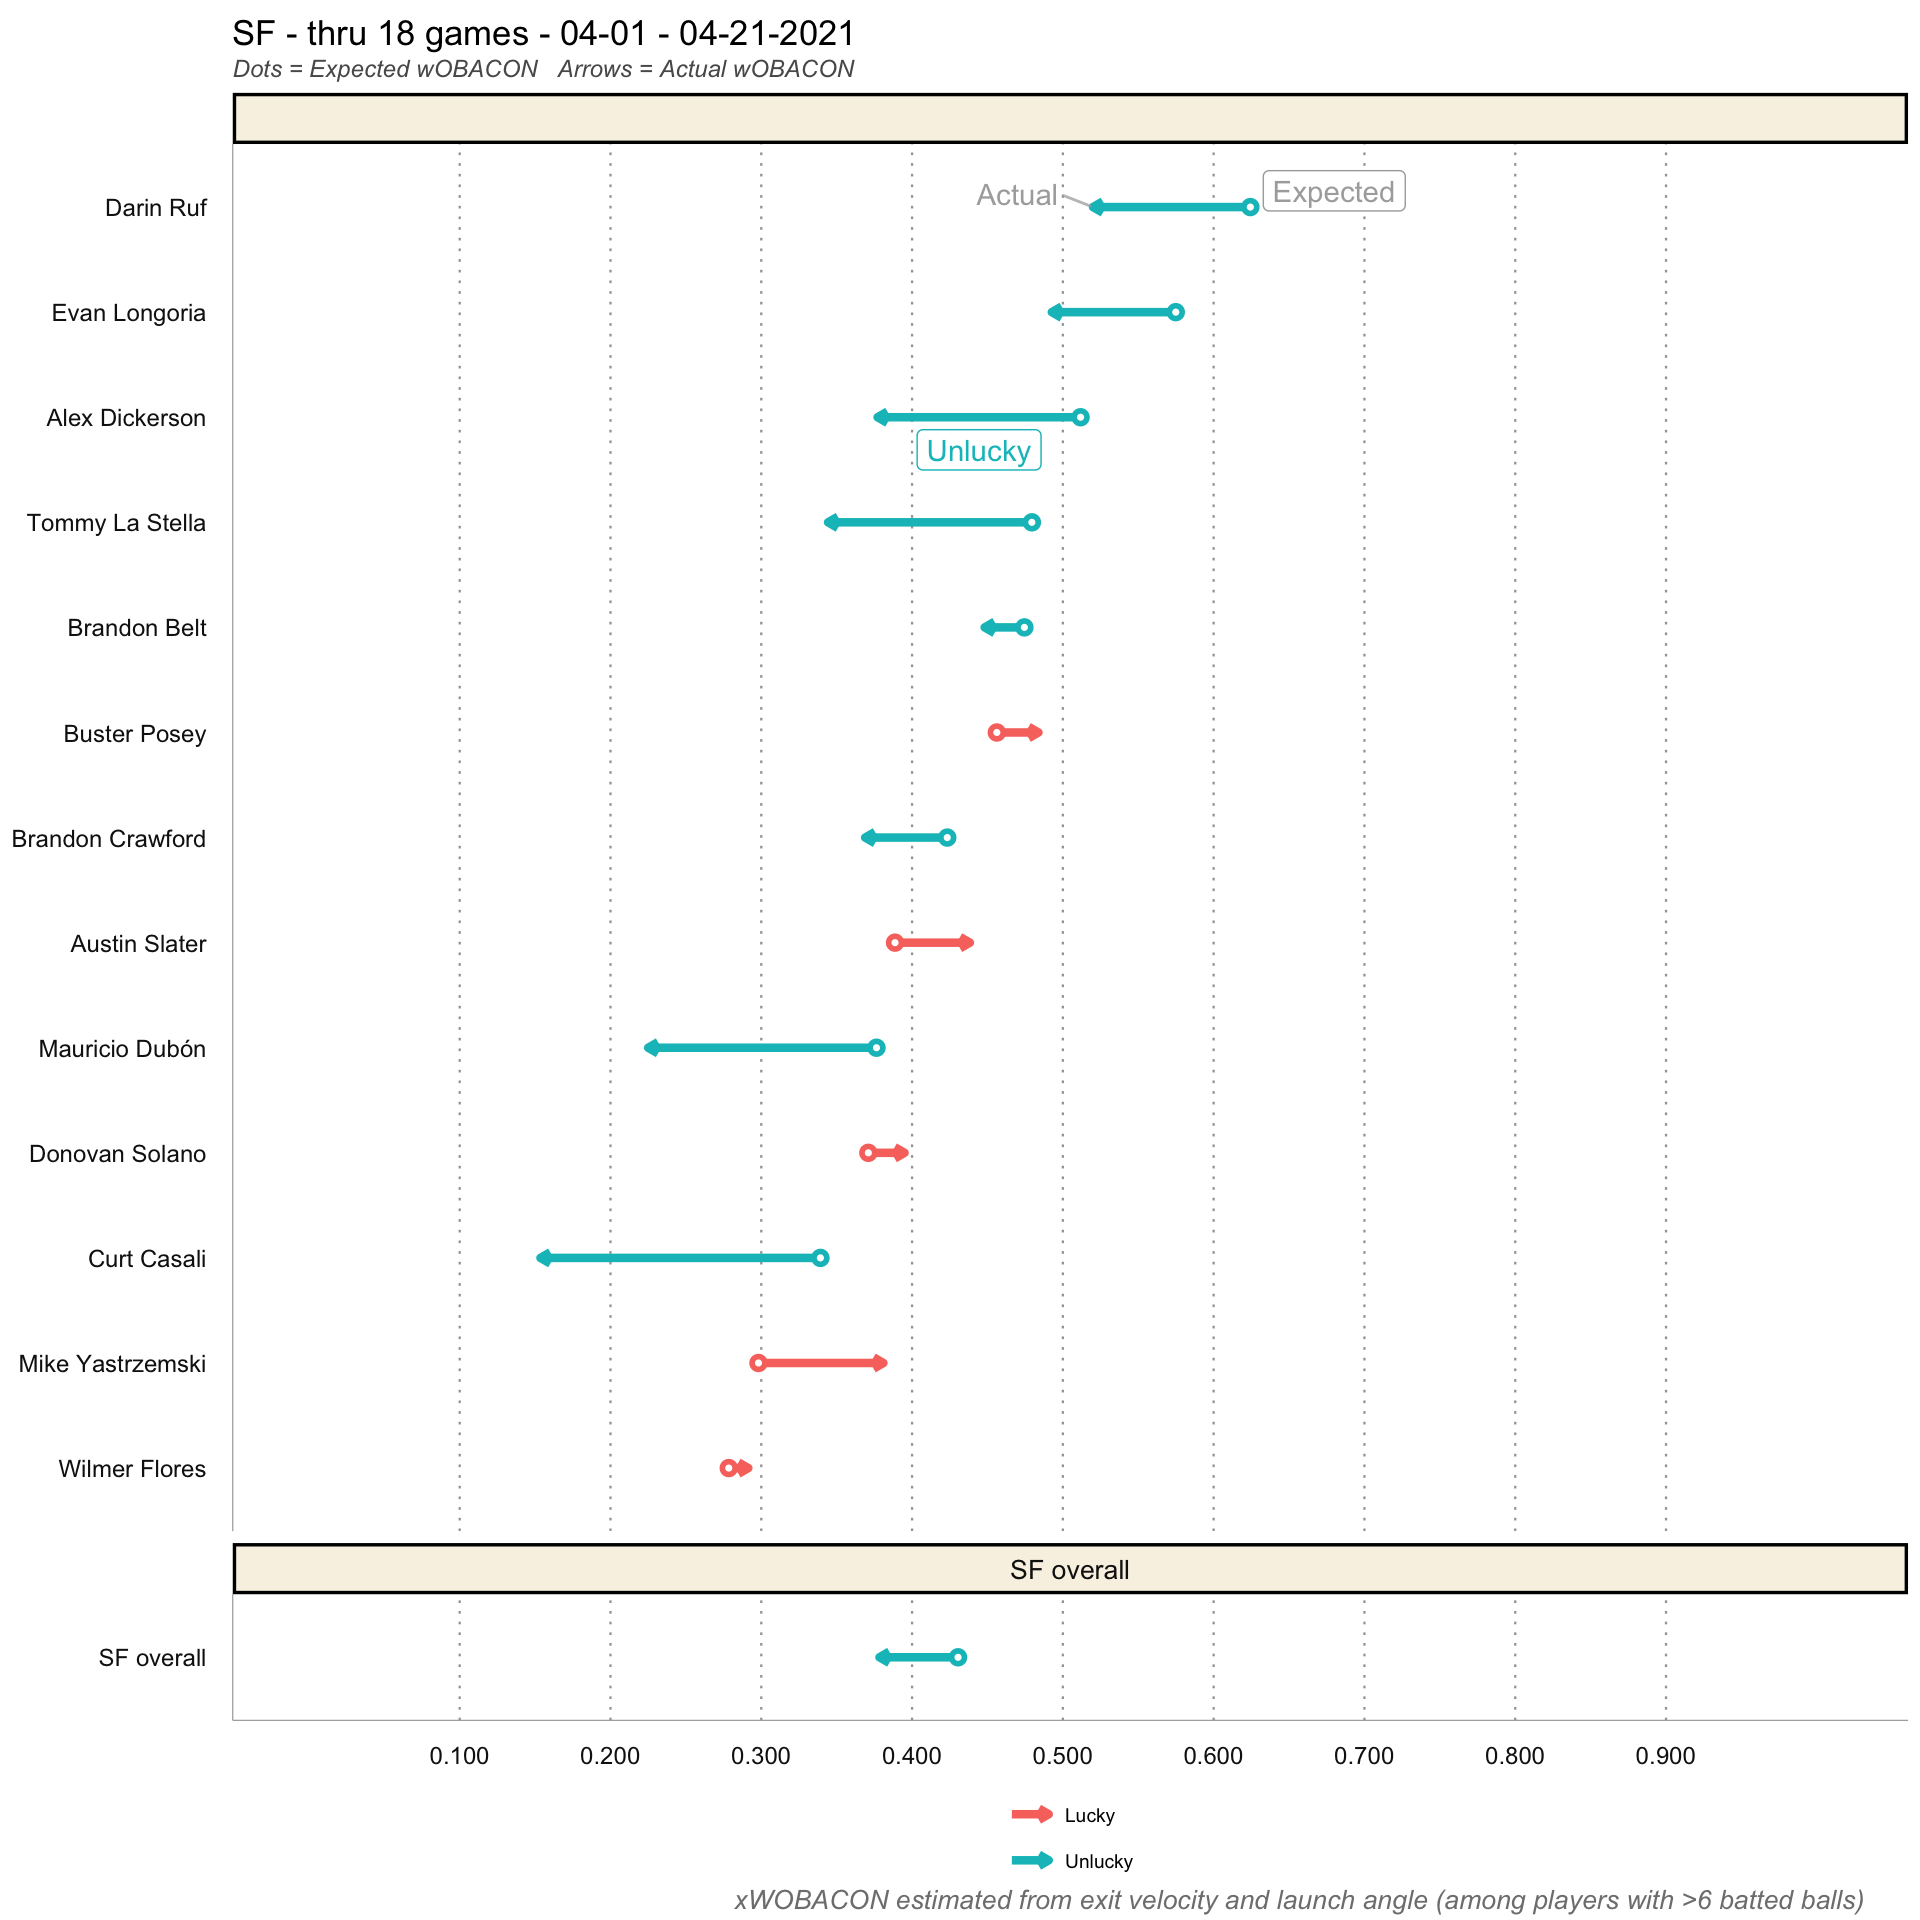 SF - thru 18 games - 04-01 - 04-21-2021
Dots = Expected wOBACON   Arrows = Actual wOBACON
Darin Ruf
Actual
Expected
Evan Longoria
Alex Dickerson
Unlucky
Tommy La Stella
Brandon Belt
Buster Posey
Brandon Crawford
Austin Slater
Mauricio Dubón
Donovan Solano
Curt Casali
Mike Yastrzemski
Wilmer Flores
SF overall
SF overall
0.100 0.200 0.300 0.400 0.500 0.600 0.700 0.800 0.900
Lucky
Unlucky
xWOBACON estimated from exit velocity and launch angle (among players with >6 batted balls)